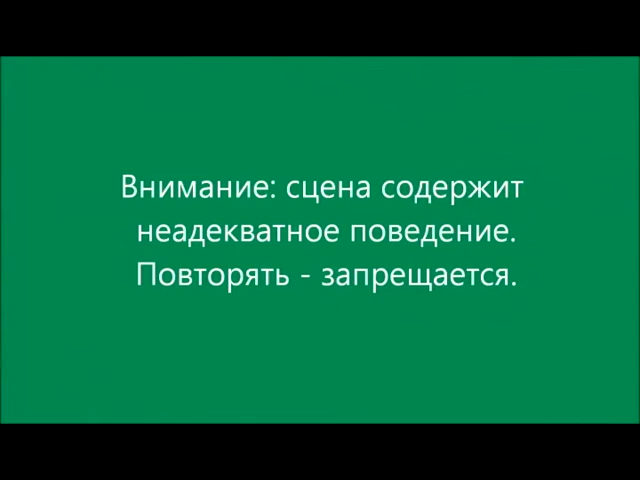 Внимание: сцена содержит
неадекватное поведение.
Повторять - запрещается.